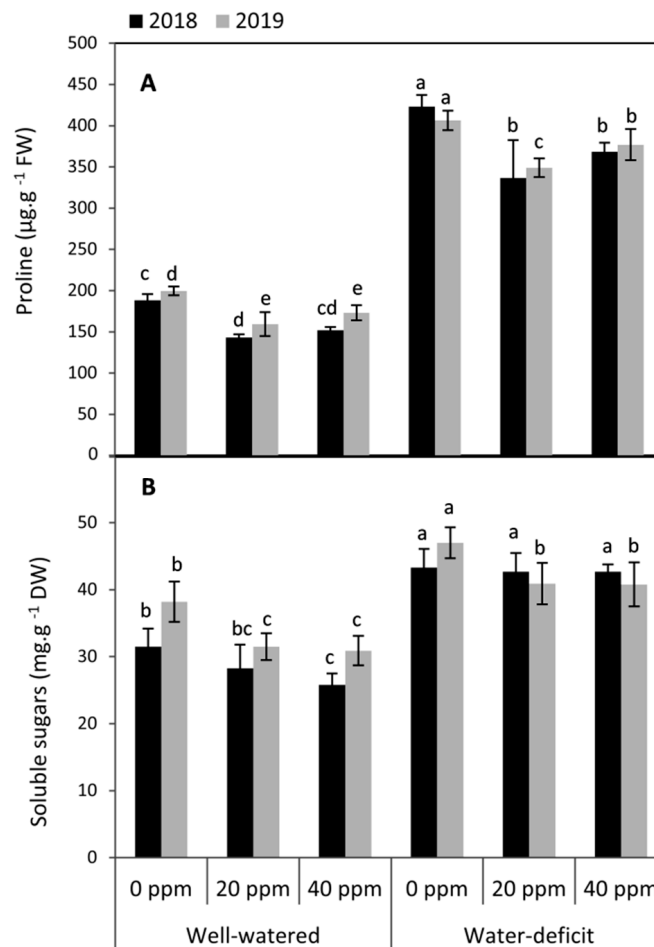 2018 2019
500
A
450
a a
400
b c b b
350
Proline (µg.g⁻¹ FW)
300
250
c d
200
d e cd e
150
100
50
0
B
50
a a a b a b
b b
40
bc c c c
30
Soluble sugars (mg.g⁻¹ DW)
20
10
0
0 ppm 20 ppm 40 ppm 0 ppm 20 ppm 40 ppm
Well-watered Water-deficit